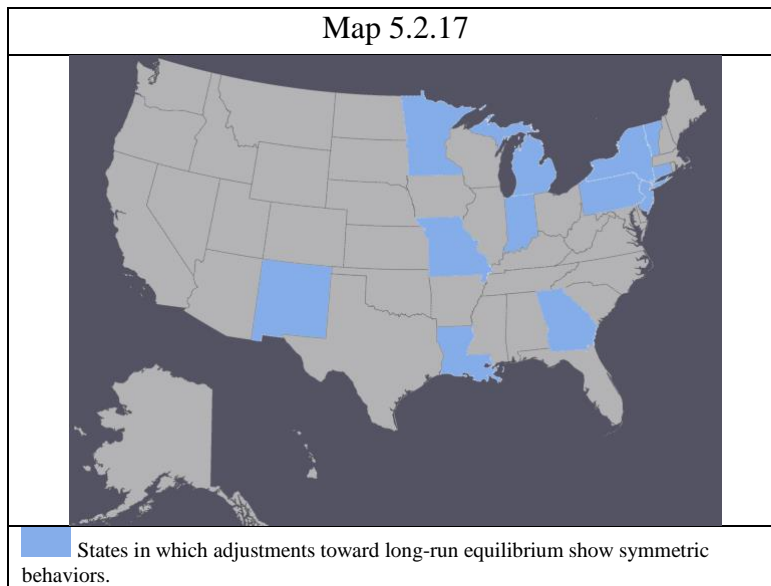 Map 5.2.17
States in which adjustments toward long-run equilibrium show symmetric
behaviors.